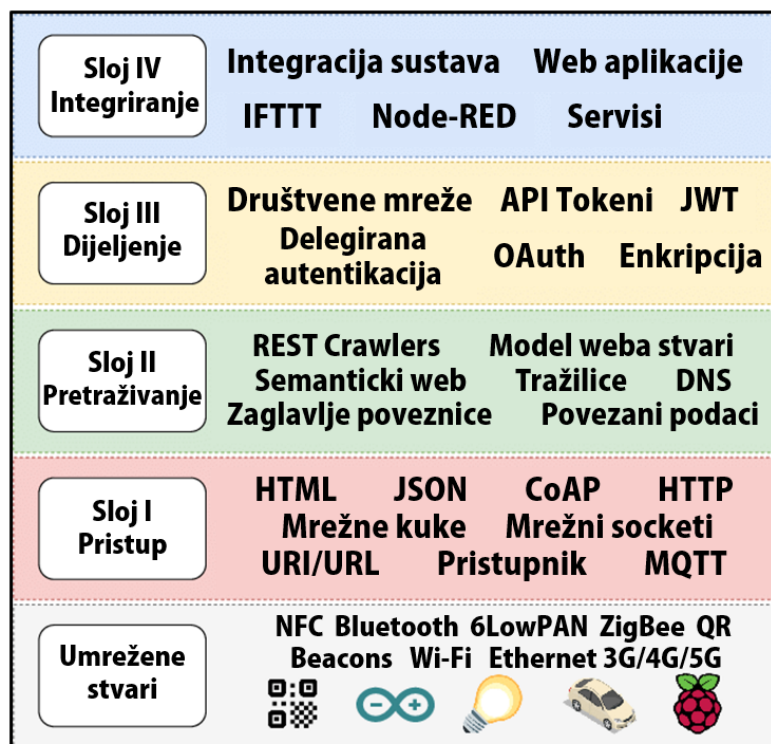 Sloj IV
Integriranje
Integracija sustava Web aplikacije
IFTTT Node-RED Servisi
Sloj III
Dijeljenje
Društvene mreže API Tokeni JWT
Delegirana
autentikacija
OAuth Enkripcija
Sloj II
Pretraživanje
REST Crawlers Model weba stvari
Semanticki web Tražilice DNS
Zaglavlje poveznice Povezani podaci
Sloj I
Pristup
HTML JSON CoAP HTTP
Mrežne kuke Mrežni socketi
URI/URL Pristupnik MQTT
Umrežene
stvari
NFC Bluetooth 6LowPAN ZigBee QR
Beacons Wi-Fi Ethernet 3G/4G/5G